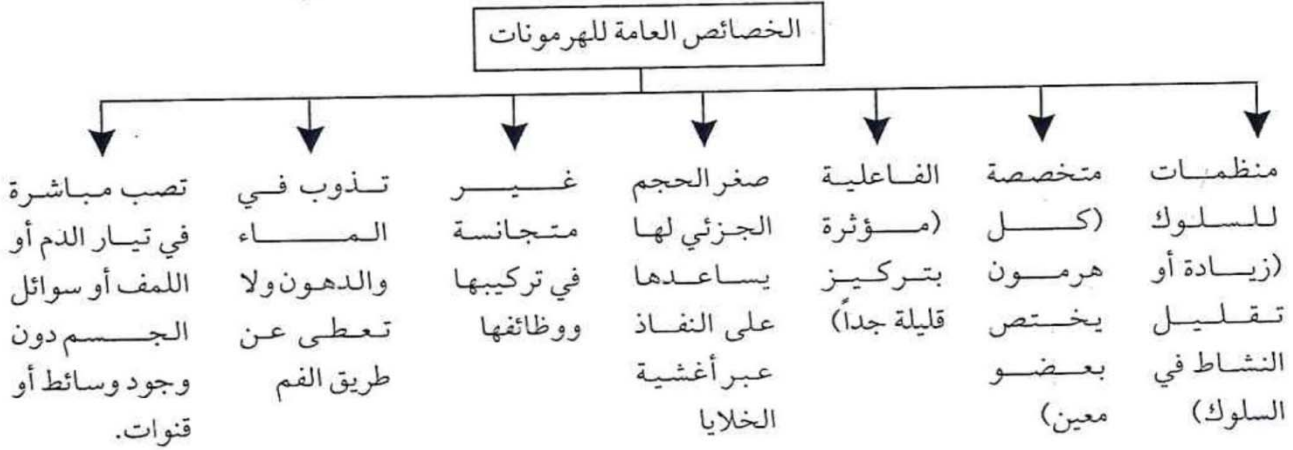 الخصائص العامة للهرمونات
منظمات
للسلوك
(زيادة أو
تقليل
النشاط في
السلوك)
متخصصة
(كل
هرمون
يختص
بعضو
معين)
الفاعلية
(مؤثرة
بتركيز
قليلة جداً)
صغر الحجم
الجزئي لها
يساعدها
على النفاذ
عبر أغشية
الخلايا
غير
متجانسة
في تركيبها
ووظائفها
تذوب في
الماء
والدهون ولا
تعطى عن
طريق الفم
تصب مباشرة
في تيار الدم أو
اللمف أو سوائل
الجسم دون
وجود وسائط أو
قنوات.